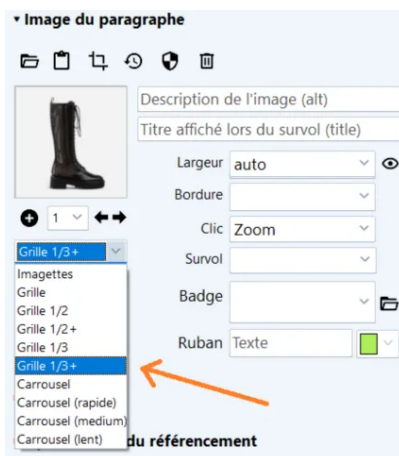 Image du paragraphe
Description de l'image (alt)
Titre affiché lors du survol (title)
Largeur auto
Bordure
1
Clic Zoom
Grille 1/3+
Survol
Imagettes
Grille
Badge
Grille 1/2
Grille 1/2+
Grille 1/3
Ruban Texte
Grille 1/3+
Carrousel
Carrousel (rapide)
Carrousel (medium)
Carrousel (lent)
du référencement